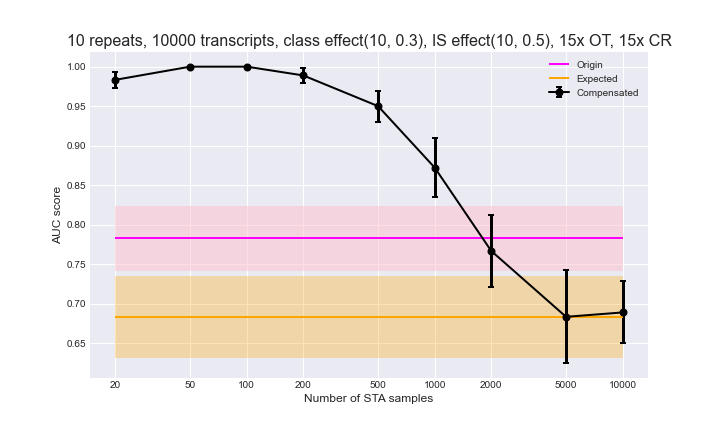 10 repeats, 10000 transcripts, class effect(10, 0.3), IS effect(10, 0.5), 15x OT, 15x CR
Origin
Expected
Compensated
1.00
0.95
0.90
0.85
0.80
0.75
0.70
0.65
AUC score
20 50 100 200 500 1000 2000 5000 10000
Number of STA samples